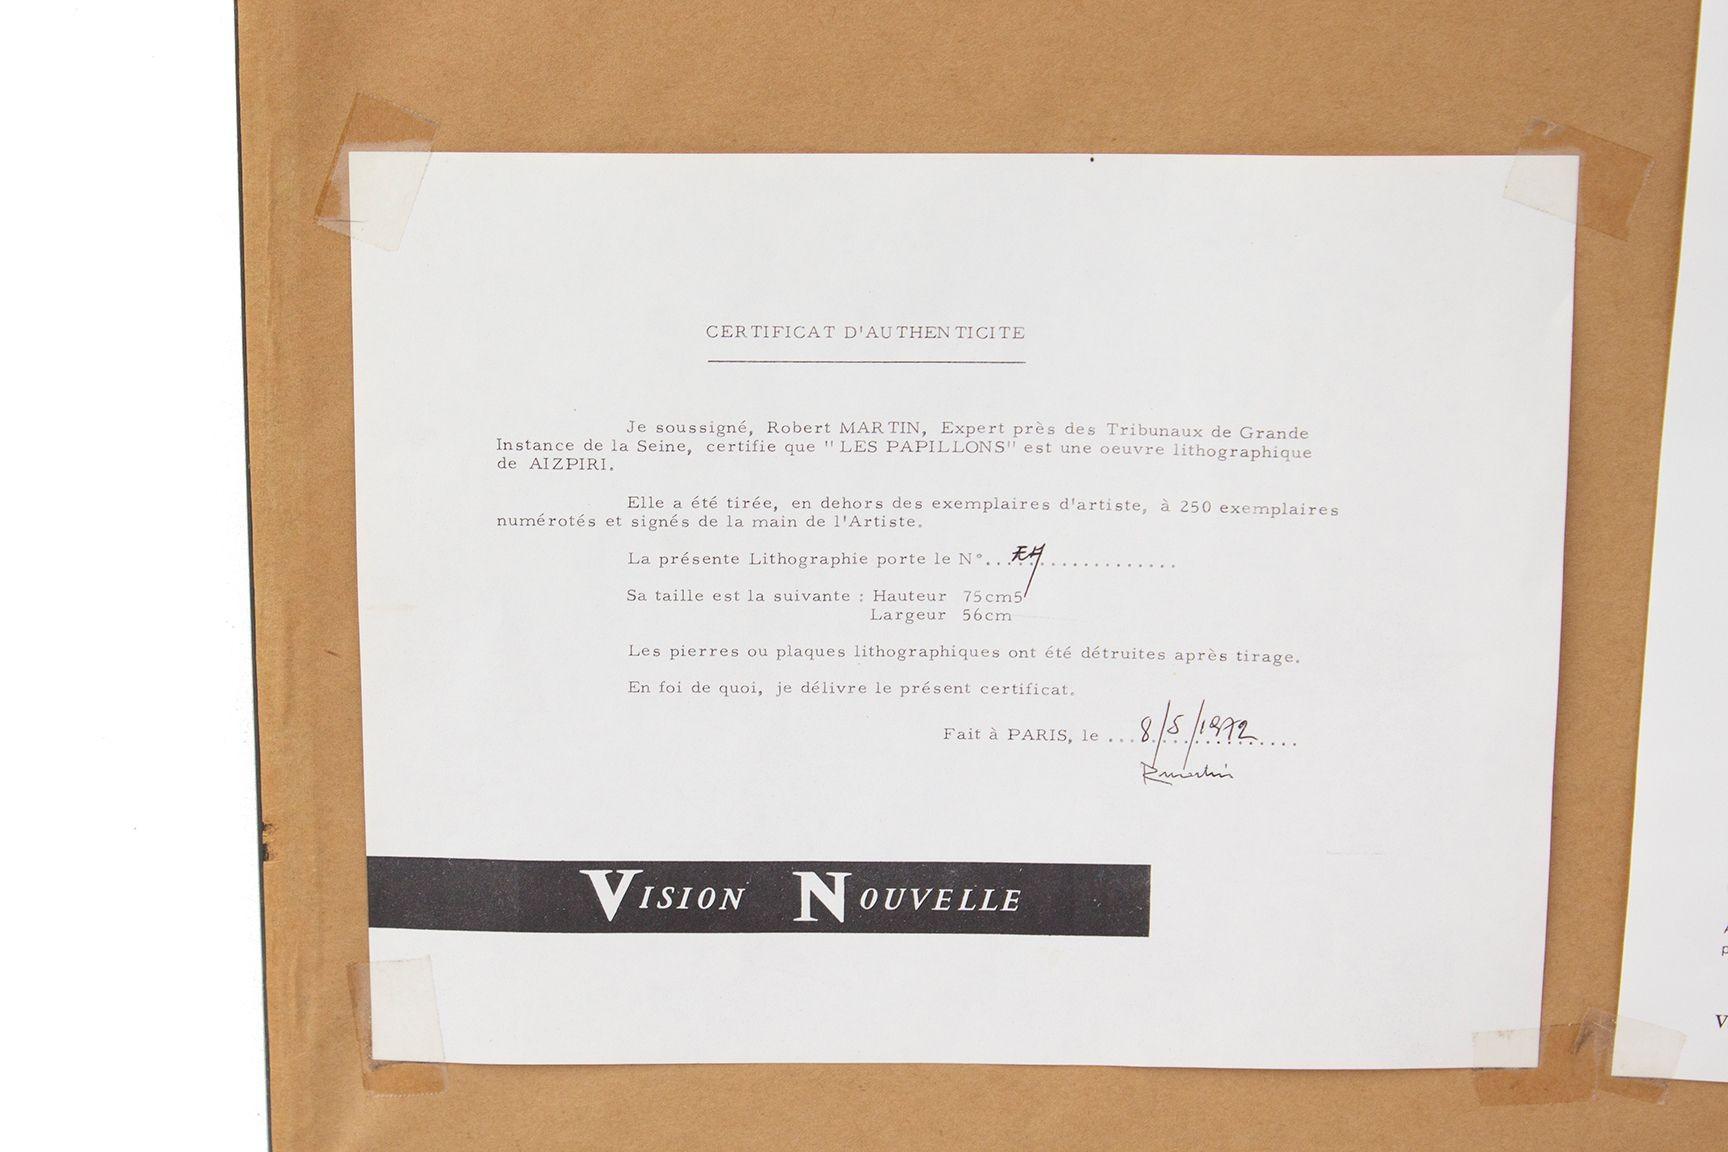 CERTIFICAT D'AUTHENTICITE
Je soussigné, Robert MARTIN, Expert près des Tribunaux de Grande
Instance de la Seine, certifie que "LES PAPILLONS" est une oeuvre lithographique
de AIZPIRI.
Elle a été tirée, en dehors des exemplaires d'artiste, à 250 exemplaires
numérotés et signés de la main de l'Artiste.
La présente Lithographie porte le N°...EA................
Sa taille est la suivante : Hauteur 75cm5
Largeur 56cm
Les pierres ou plaques lithographiques ont été détruites après tirage.
En foi de quoi, je délivre le présent certificat.
Fait à PARIS, le ...8/5/1972....
RMartin
VISION NOUVELLE